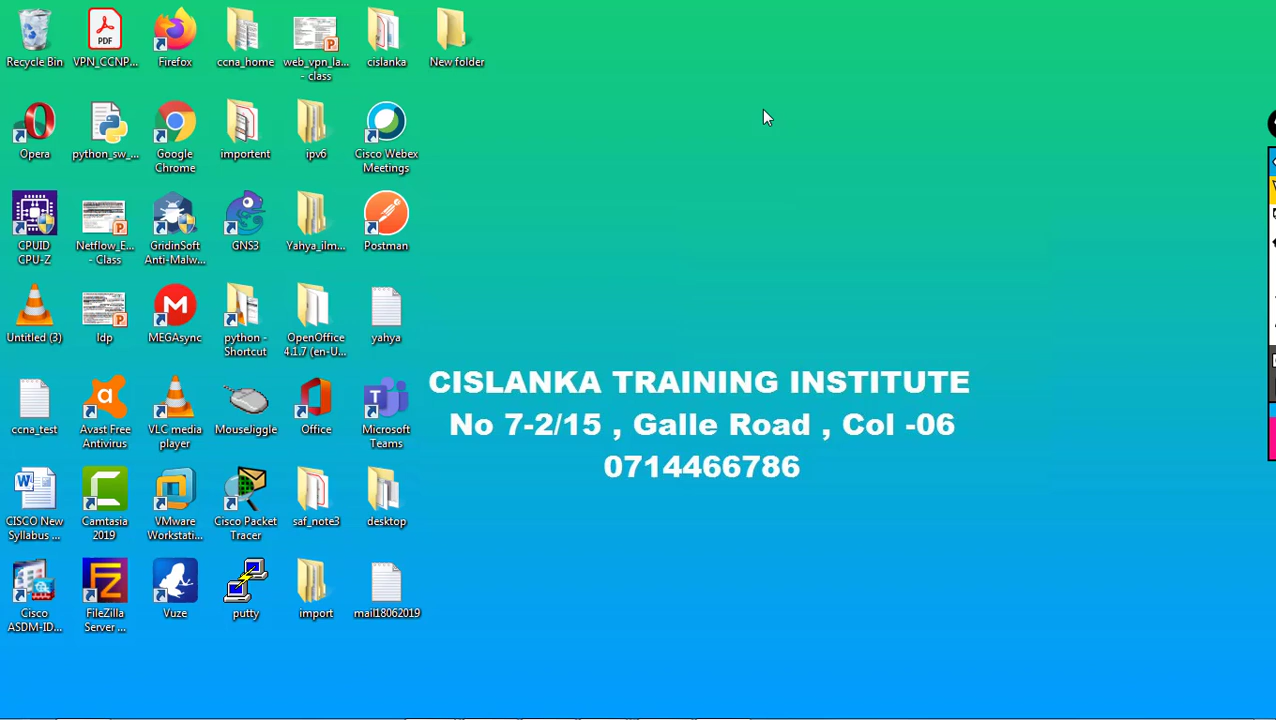 Recycle Bin
VPN_CCNP...
PDF
Firefox
ccna_home
web_vpn_la...
- class
cislanka
New folder
Opera
python_sw_...
Google
Chrome
importent
ipv6
Cisco Webex
Meetings
CPUID
CPU-Z
Netflow_E...
- Class
GridinSoft
Anti-Malw...
GNS3
Yahya_ilm...
Postman
Untitled (3)
ldp
MEGAsync
python -
Shortcut
OpenOffice
4.1.7 (en-U...
yahya
CISLANKA TRAINING INSTITUTE
No 7-2/15 , Galle Road , Col -06
0714466786
ccna_test
Avast Free
Antivirus
VLC media
player
MouseJiggle
Office
Microsoft
Teams
CISCO New
Syllabus ...
Camtasia
2019
VMware
Workstati...
Cisco Packet
Tracer
saf_note3
desktop
Cisco
ASDM-ID...
FileZilla
Server ...
Vuze
putty
import
mail18062019